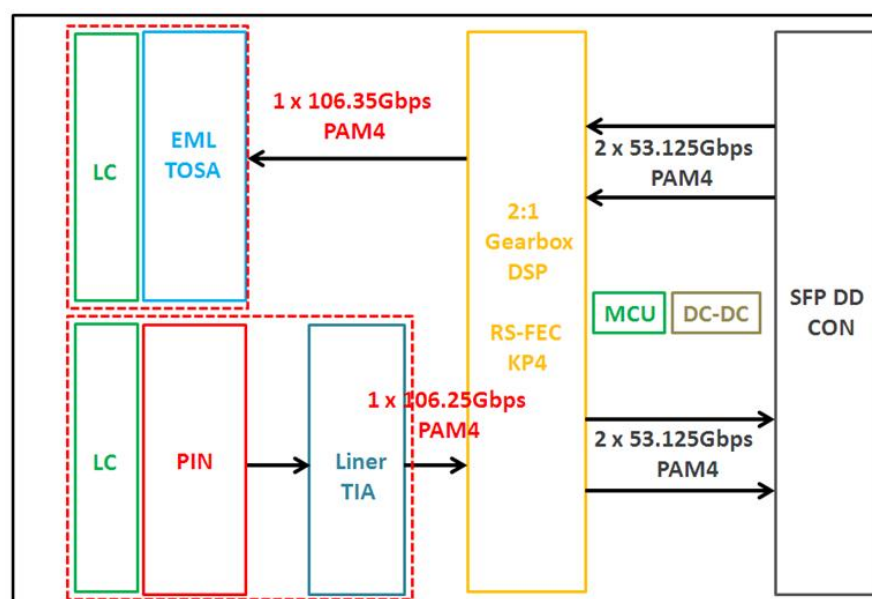 LC
EML
TOSA
1 x 106.35Gbps
PAM4
2:1
Gearbox
DSP
RS-FEC
KP4
2 x 53.125Gbps
PAM4
MCU
DC-DC
SFP DD
CON
LC
PIN
Liner
TIA
1 x 106.25Gbps
PAM4
2 x 53.125Gbps
PAM4